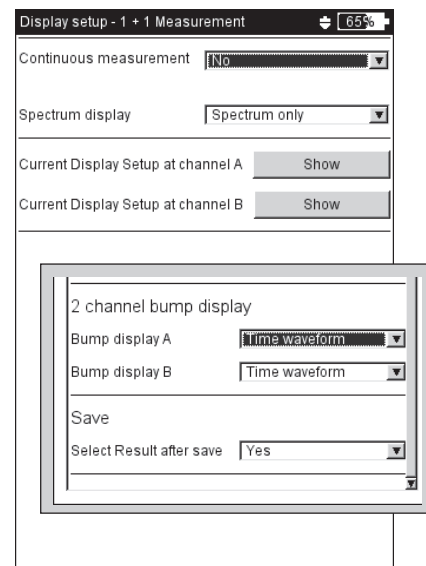 Display setup - 1 + 1 Measurement 65%
Continuous measurement No
Spectrum display Spectrum only
Current Display Setup at channel A Show
Current Display Setup at channel B Show
2 channel bump display
Bump display A Time waveform
Bump display B Time waveform
Save
Select Result after save Yes